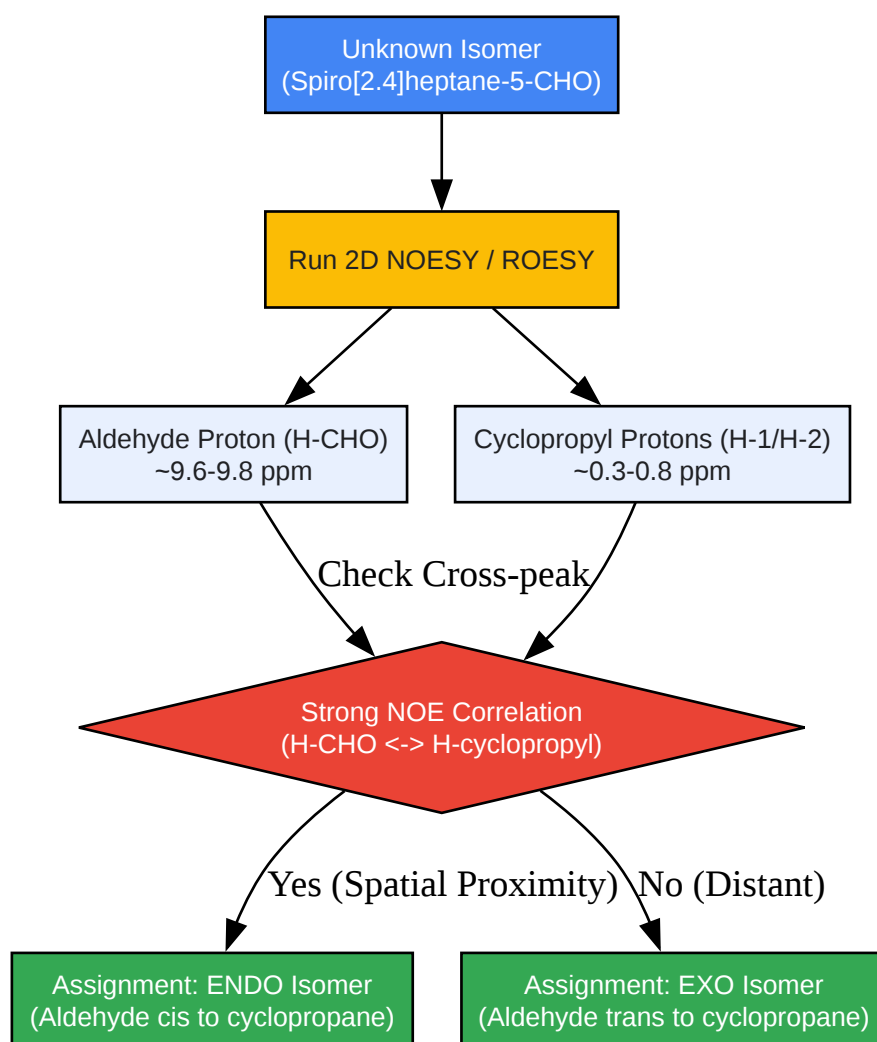 Unknown Isomer
(Spiro[2.4]heptane-5-CHO)
Run 2D NOESY / ROESY
Aldehyde Proton (H-CHO)
~9.6-9.8 ppm
Cyclopropyl Protons (H-1/H-2)
~0.3-0.8 ppm
Check Cross-peak
Strong NOE Correlation
(H-CHO <-> H-cyclopropyl)
Yes (Spatial Proximity)
No (Distant)
Assignment: ENDO Isomer
(Aldehyde cis to cyclopropane)
Assignment: EXO Isomer
(Aldehyde trans to cyclopropane)